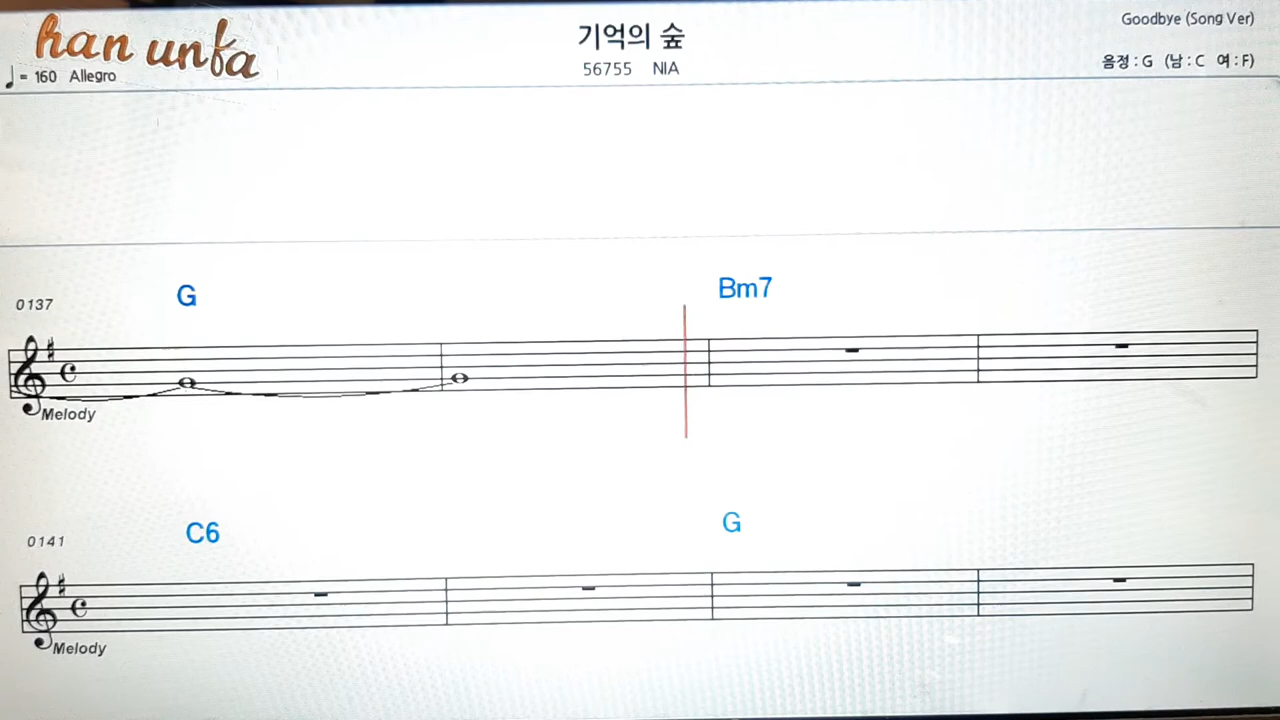 han unfa
♩ = 160 Allegro
기억의 숲
56755 NIA
Goodbye (Song Ver)
음정 : G (남 : C 여 : F)
G
Bm7
0137
Melody
C6
G
0141
Melody